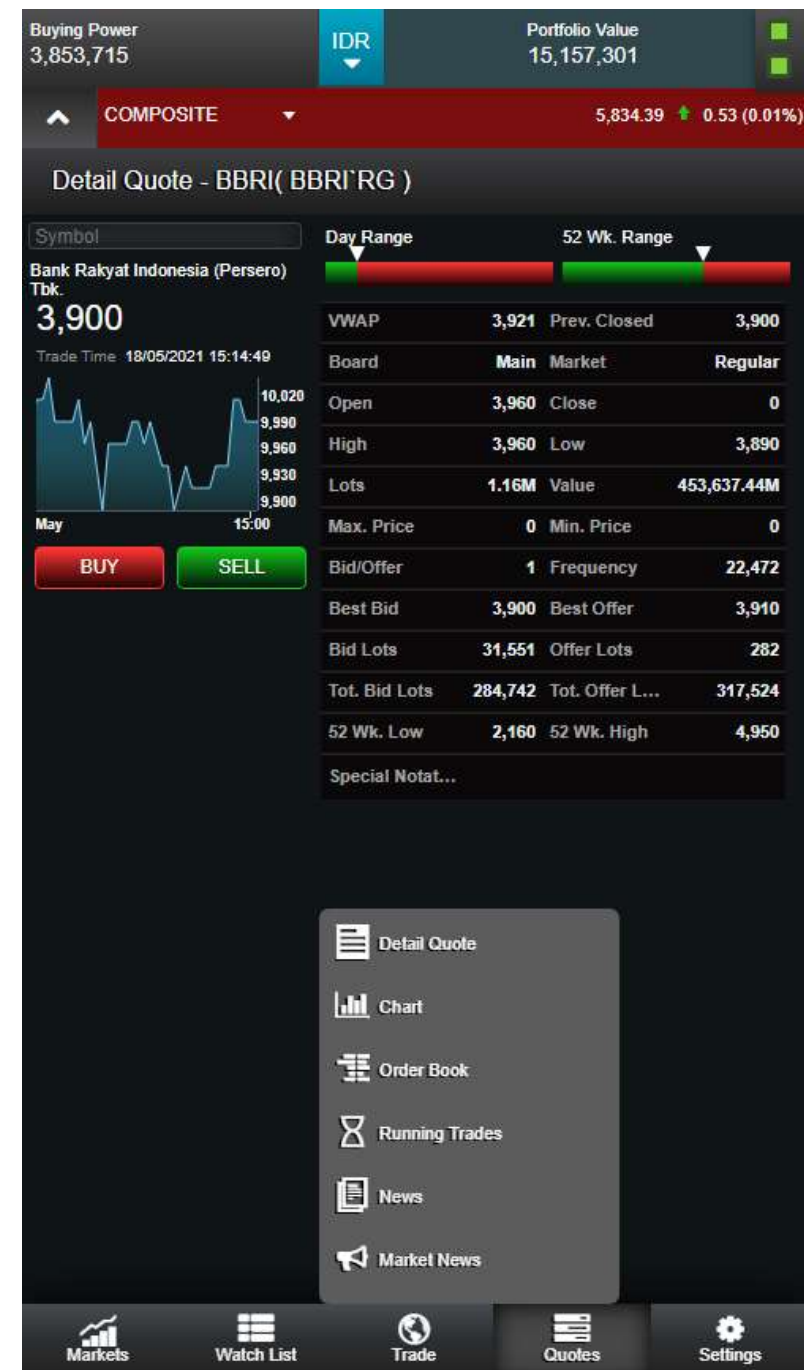 Buying Power
3,853,715
IDR
Portfolio Value
15,157,301
COMPOSITE
5,834.39 0.53 (0.01%)
Detail Quote - BBRI( BBRI`RG )
Symbol
Bank Rakyat Indonesia (Persero)
Tbk.
3,900
Trade Time 18/05/2021 15:14:49
10,020
9,990
9,960
9,930
9,900
May 15:00
BUY SELL
Day Range 52 Wk. Range
VWAP 3,921 Prev. Closed 3,900
Board Main Market Regular
Open 3,960 Close 0
High 3,960 Low 3,890
Lots 1.16M Value 453,637.44M
Max. Price 0 Min. Price 0
Bid/Offer 1 Frequency 22,472
Best Bid 3,900 Best Offer 3,910
Bid Lots 31,551 Offer Lots 282
Tot. Bid Lots 284,742 Tot. Offer L... 317,524
52 Wk. Low 2,160 52 Wk. High 4,950
Special Notat...
Detail Quote
Chart
Order Book
Running Trades
News
Market News
Markets Watch List Trade Quotes Settings